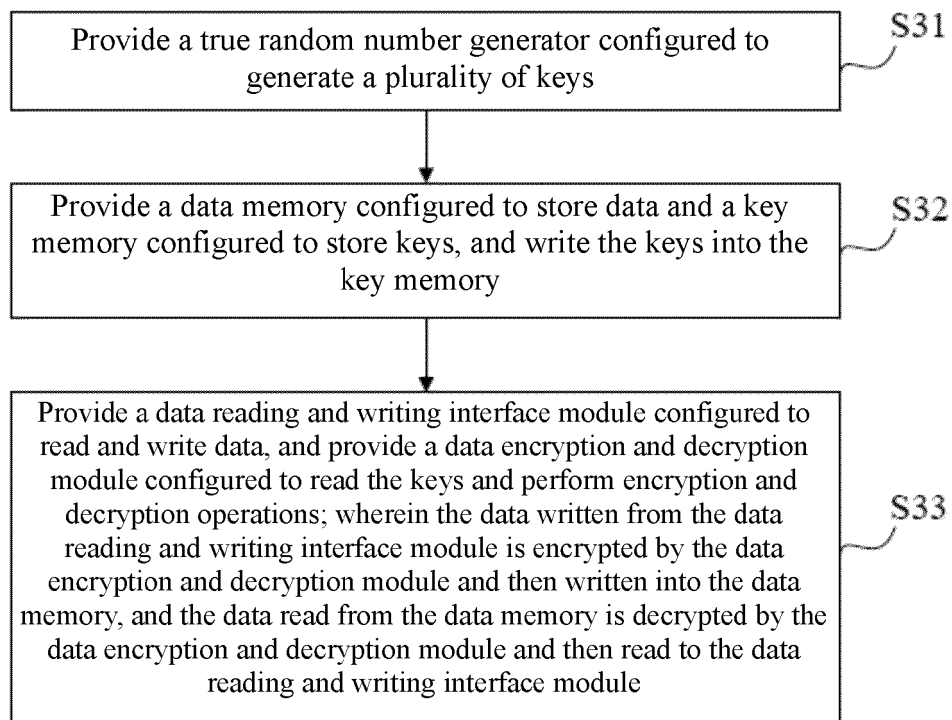 Provide a true random number generator configured to
generate a plurality of keys
S31
Provide a data memory configured to store data and a key
memory configured to store keys, and write the keys into the
key memory
S32
Provide a data reading and writing interface module configured to
read and write data, and provide a data encryption and decryption
module configured to read the keys and perform encryption and
decryption operations; wherein the data written from the data
reading and writing interface module is encrypted by the data
encryption and decryption module and then written into the data
memory, and the data read from the data memory is decrypted by the
data encryption and decryption module and then read to the data
reading and writing interface module
S33